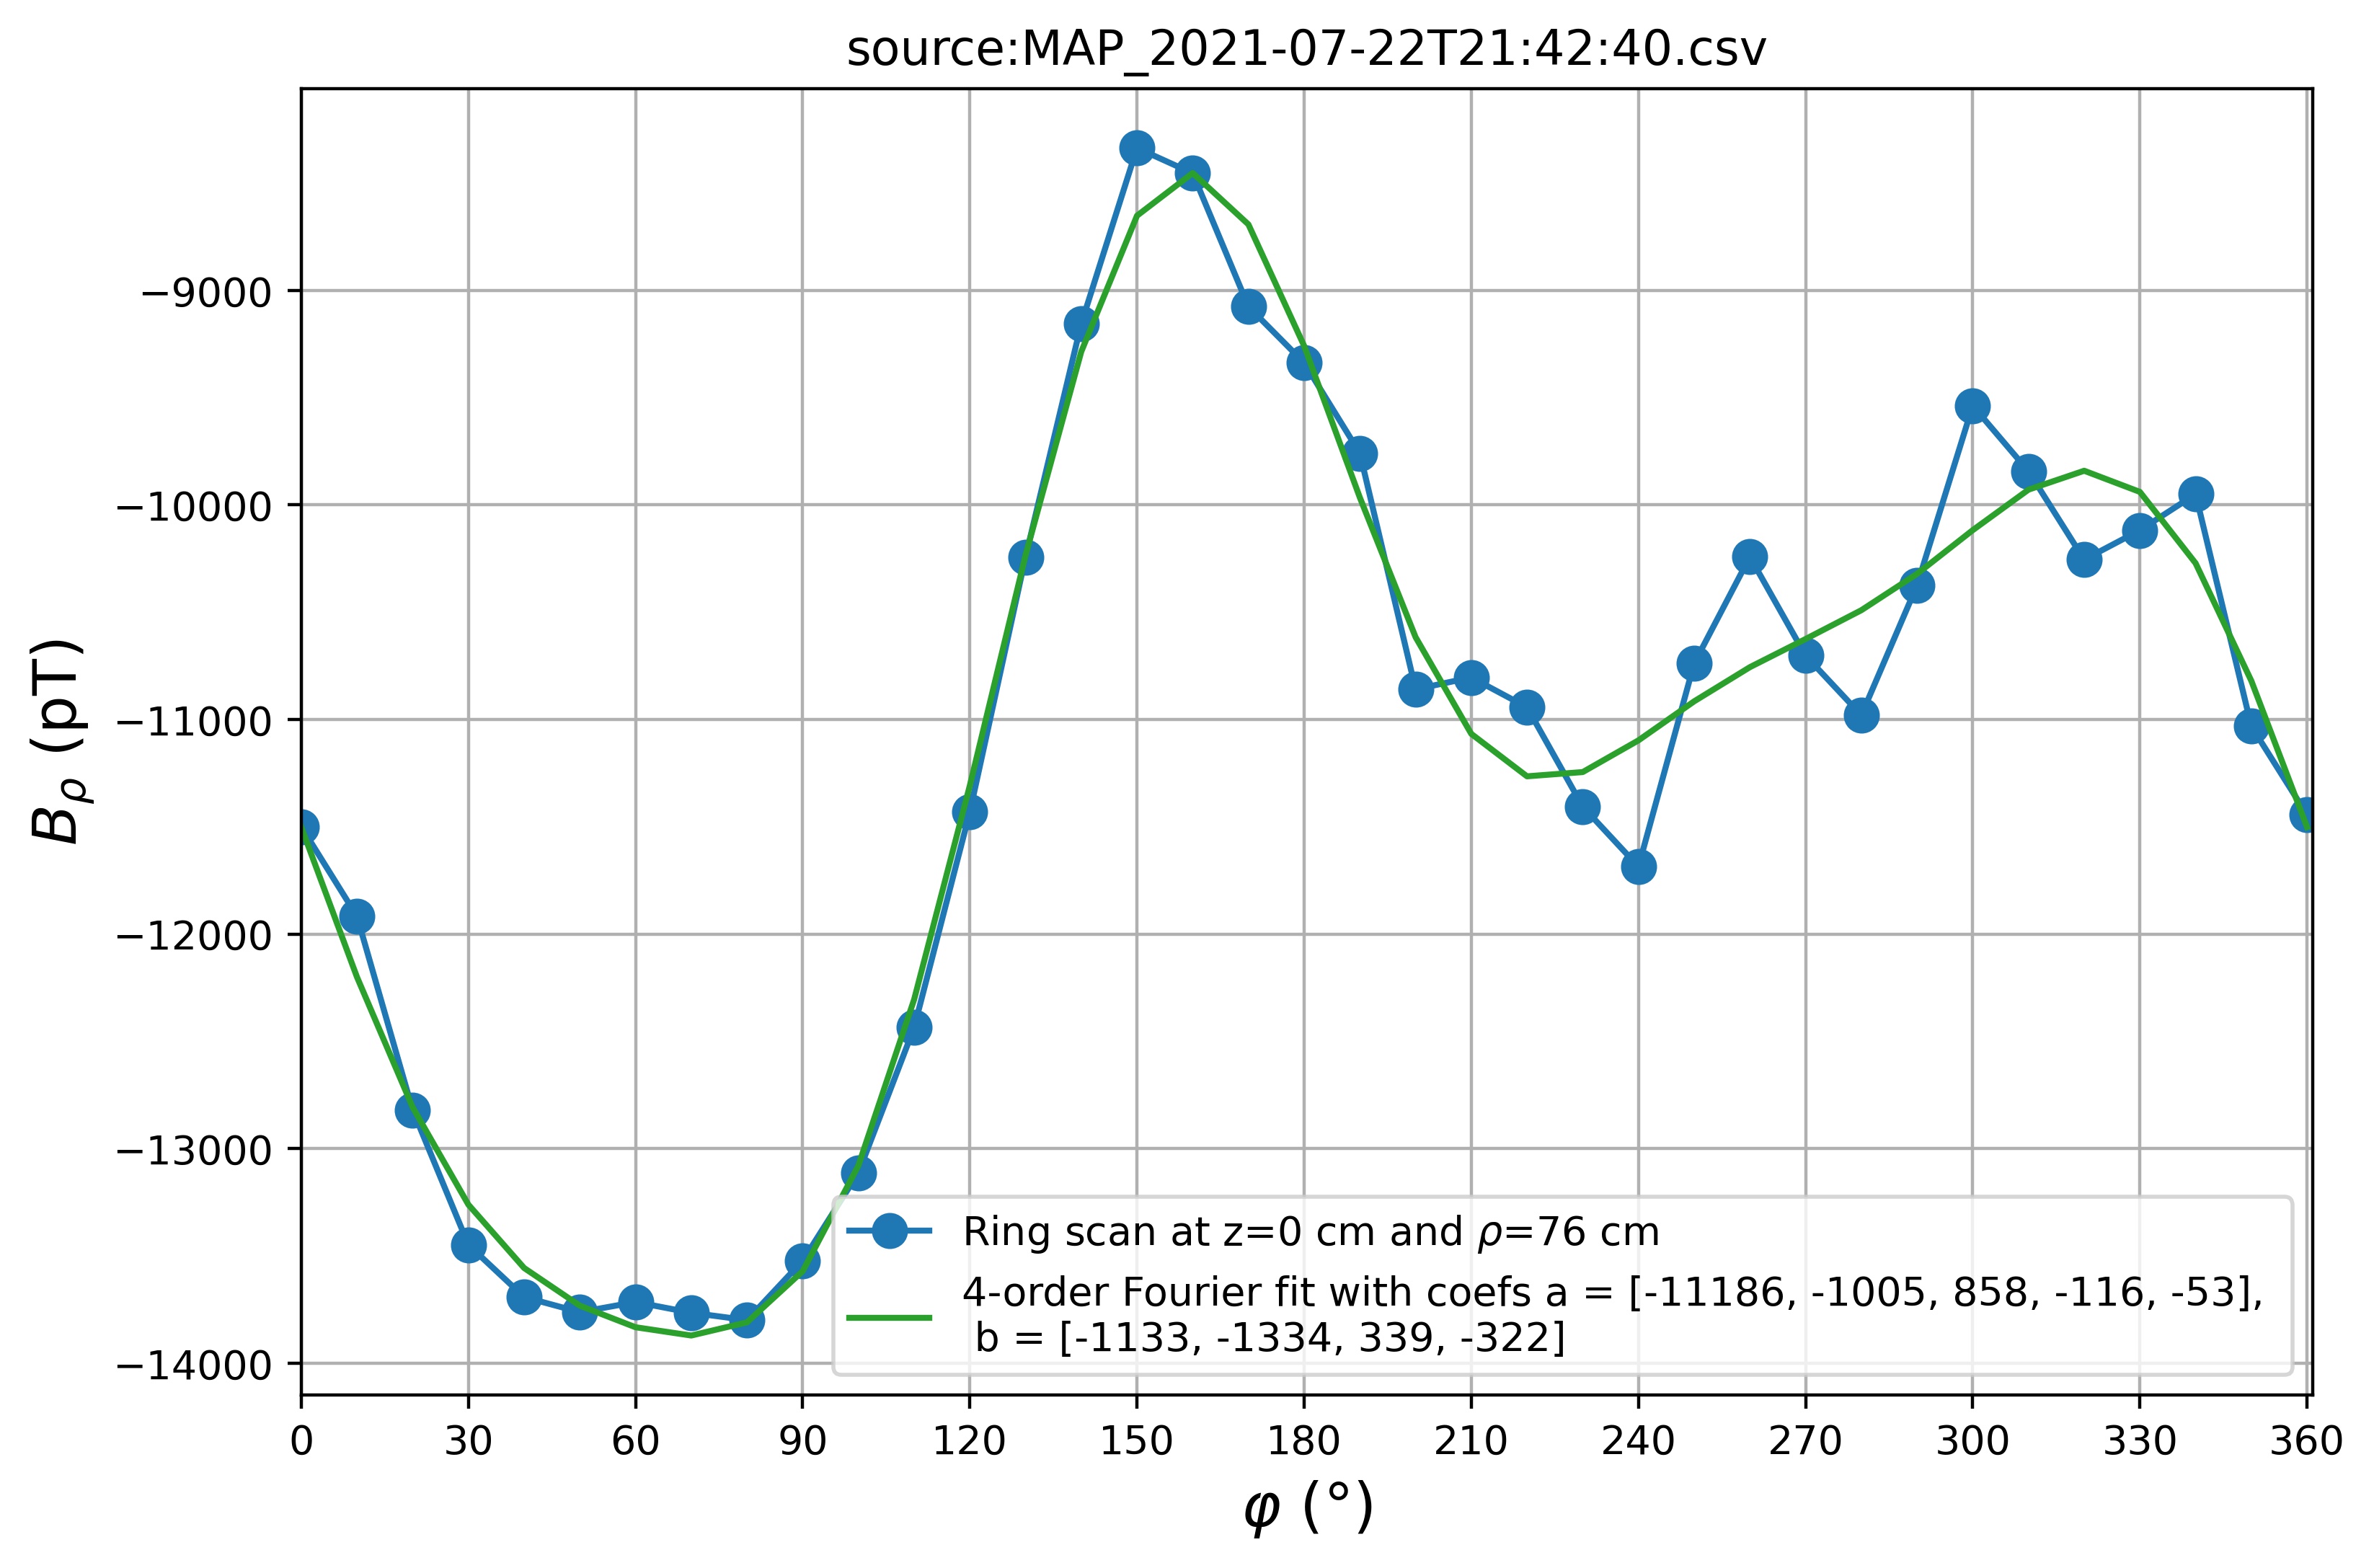 source:MAP_2021-07-22T21:42:40.csv
−9000
−10000
−11000
−12000
−13000
−14000
Bρ (pT)
Ring scan at z=0 cm and ρ=76 cm
4-order Fourier fit with coefs a = [-11186, -1005, 858, -116, -53],
b = [-1133, -1334, 339, -322]
0 30 60 90 120 150 180 210 240 270 300 330 360
φ (°)